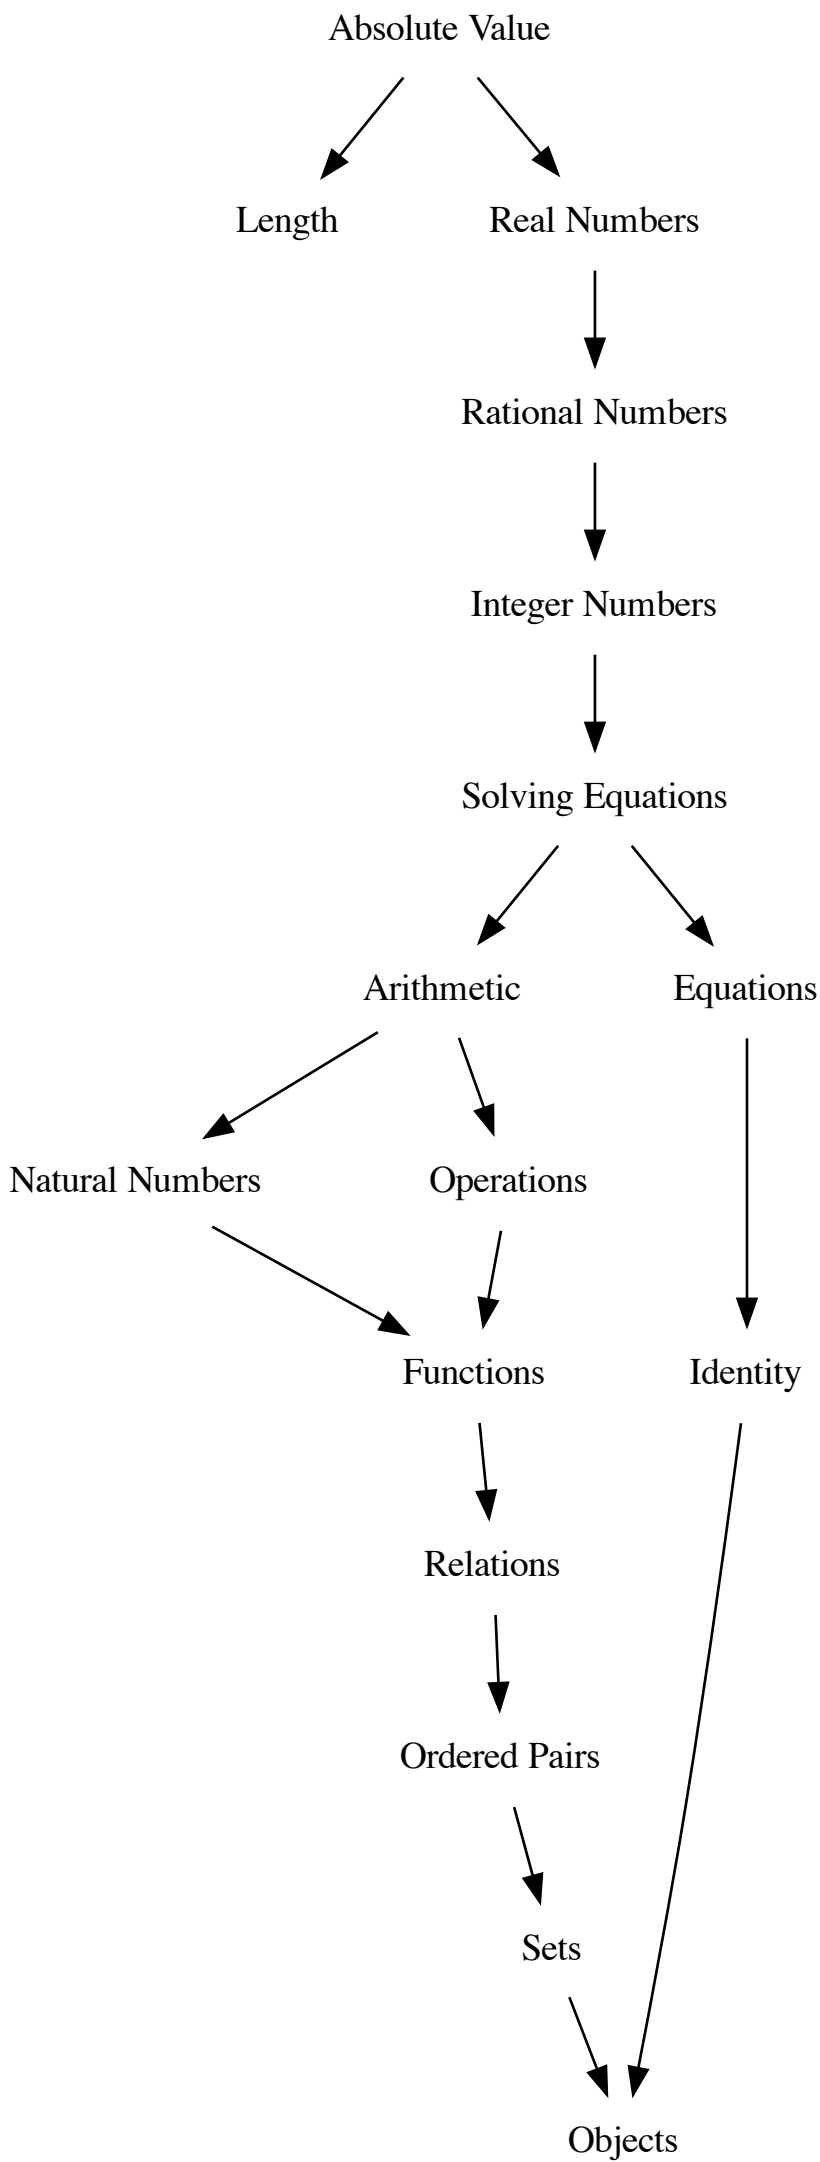 Absolute Value
Length
Real Numbers
Rational Numbers
Integer Numbers
Solving Equations
Arithmetic
Equations
Natural Numbers
Operations
Functions
Identity
Relations
Ordered Pairs
Sets
Objects